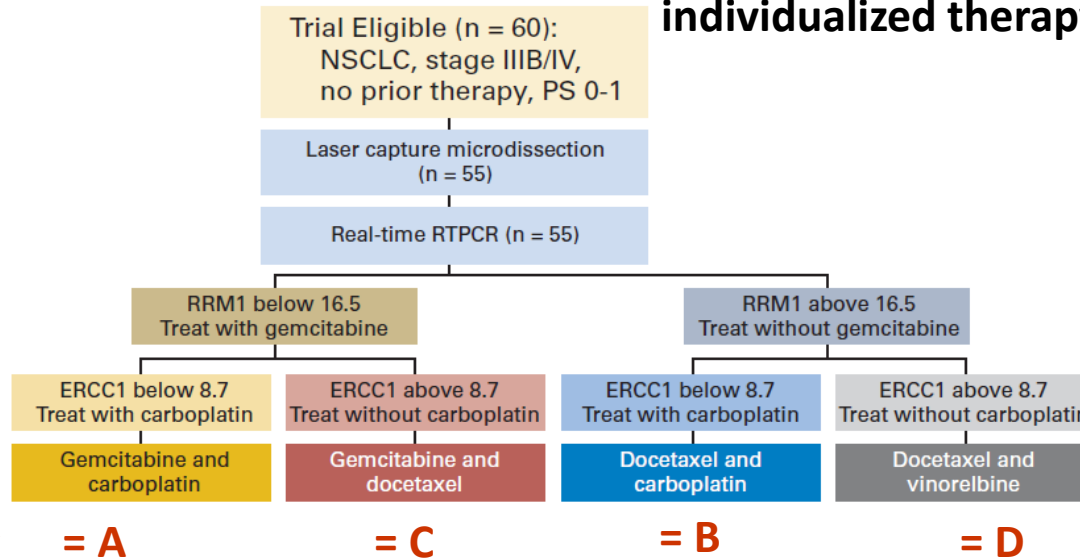 individualized therapy
Trial Eligible (n = 60):
NSCLC, stage IIIB/IV,
no prior therapy, PS 0-1
Laser capture microdissection
(n = 55)
Real-time RTPCR (n = 55)
RRM1 below 16.5
Treat with gemcitabine
RRM1 above 16.5
Treat without gemcitabine
ERCC1 below 8.7
Treat with carboplatin
ERCC1 above 8.7
Treat without carboplatin
ERCC1 below 8.7
Treat with carboplatin
ERCC1 above 8.7
Treat without carboplatin
Gemcitabine and
carboplatin
Gemcitabine and
docetaxel
Docetaxel and
carboplatin
Docetaxel and
vinorelbine
= A
= C
= B
= D